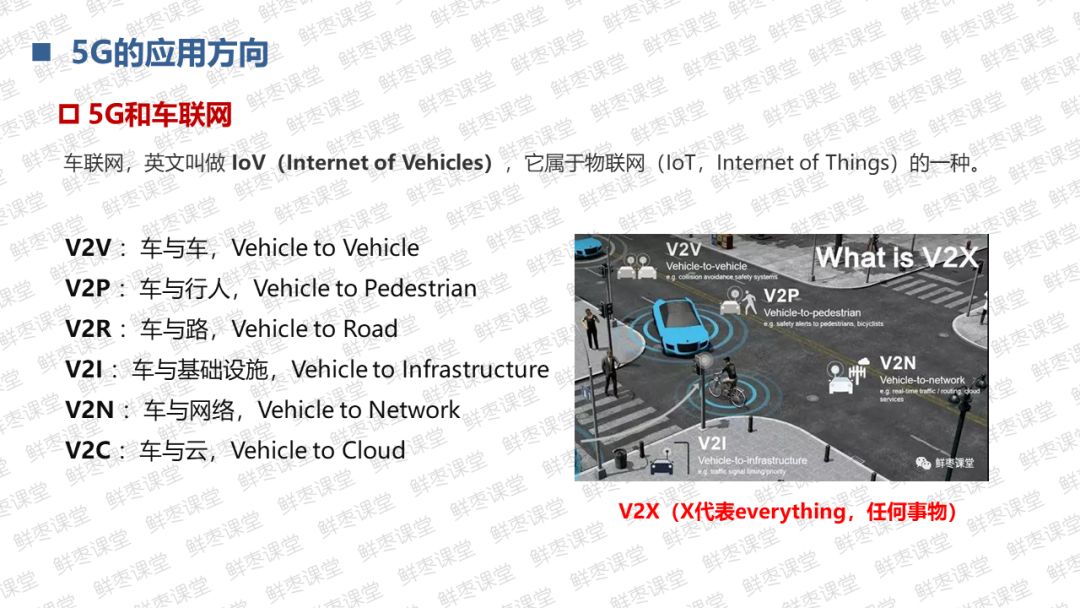 5G的应用方向
5G和车联网
车联网，英文叫做 IoV（Internet of Vehicles），它属于物联网（IoT，Internet of Things）的一种。
V2V ：车与车，Vehicle to Vehicle
V2P ：车与行人，Vehicle to Pedestrian
V2R ：车与路，Vehicle to Road
V2I ：车与基础设施，Vehicle to Infrastructure
V2N ：车与网络，Vehicle to Network
V2C ：车与云，Vehicle to Cloud
What is V2X
V2V
Vehicle-to-vehicle
e.g. collision avoidance safety systems
V2P
Vehicle-to-pedestrian
e.g. safety alerts to pedestrians, bicyclists
V2N
Vehicle-to-network
e.g. real-time traffic / routing, cloud
services
V2I
Vehicle-to-infrastructure
e.g. traffic signal timing/priority
鲜枣课堂
V2X（X代表everything，任何事物）
鲜枣课堂